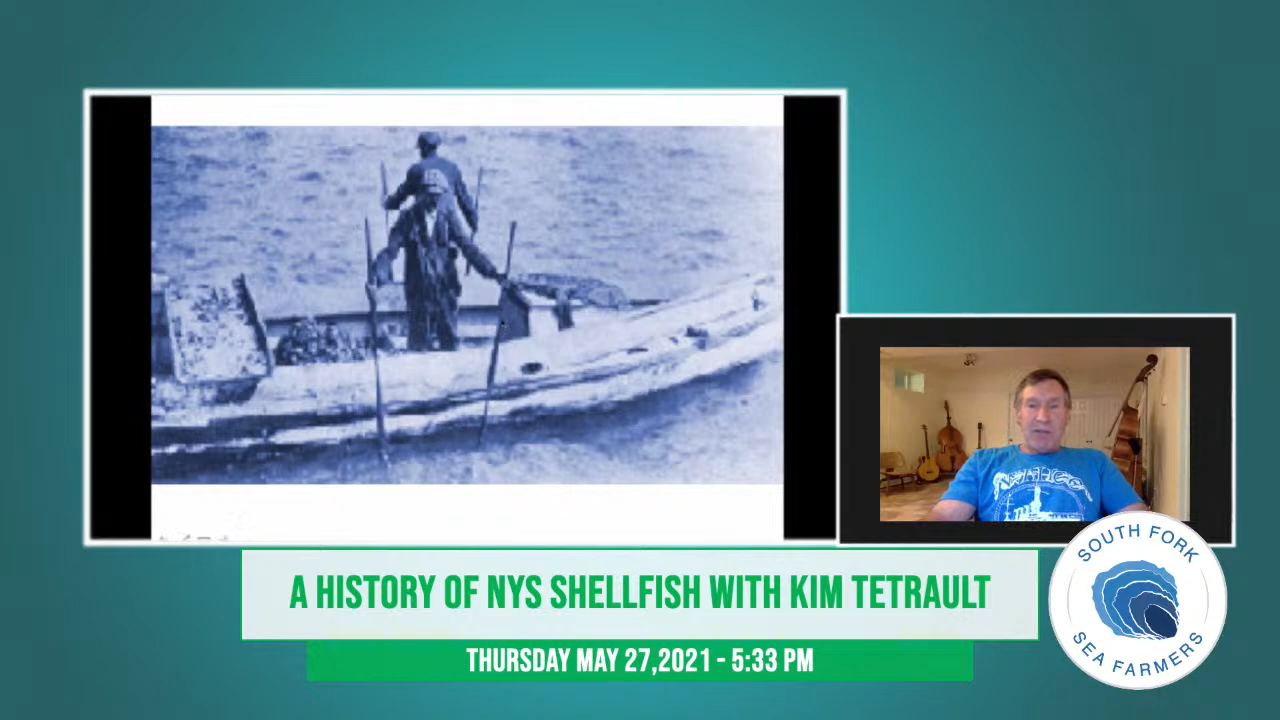 A HISTORY OF NYS SHELLFISH WITH KIM TETRAULT
THURSDAY MAY 27,2021 - 5:33 PM
SOUTH FORK
SEA FARMERS